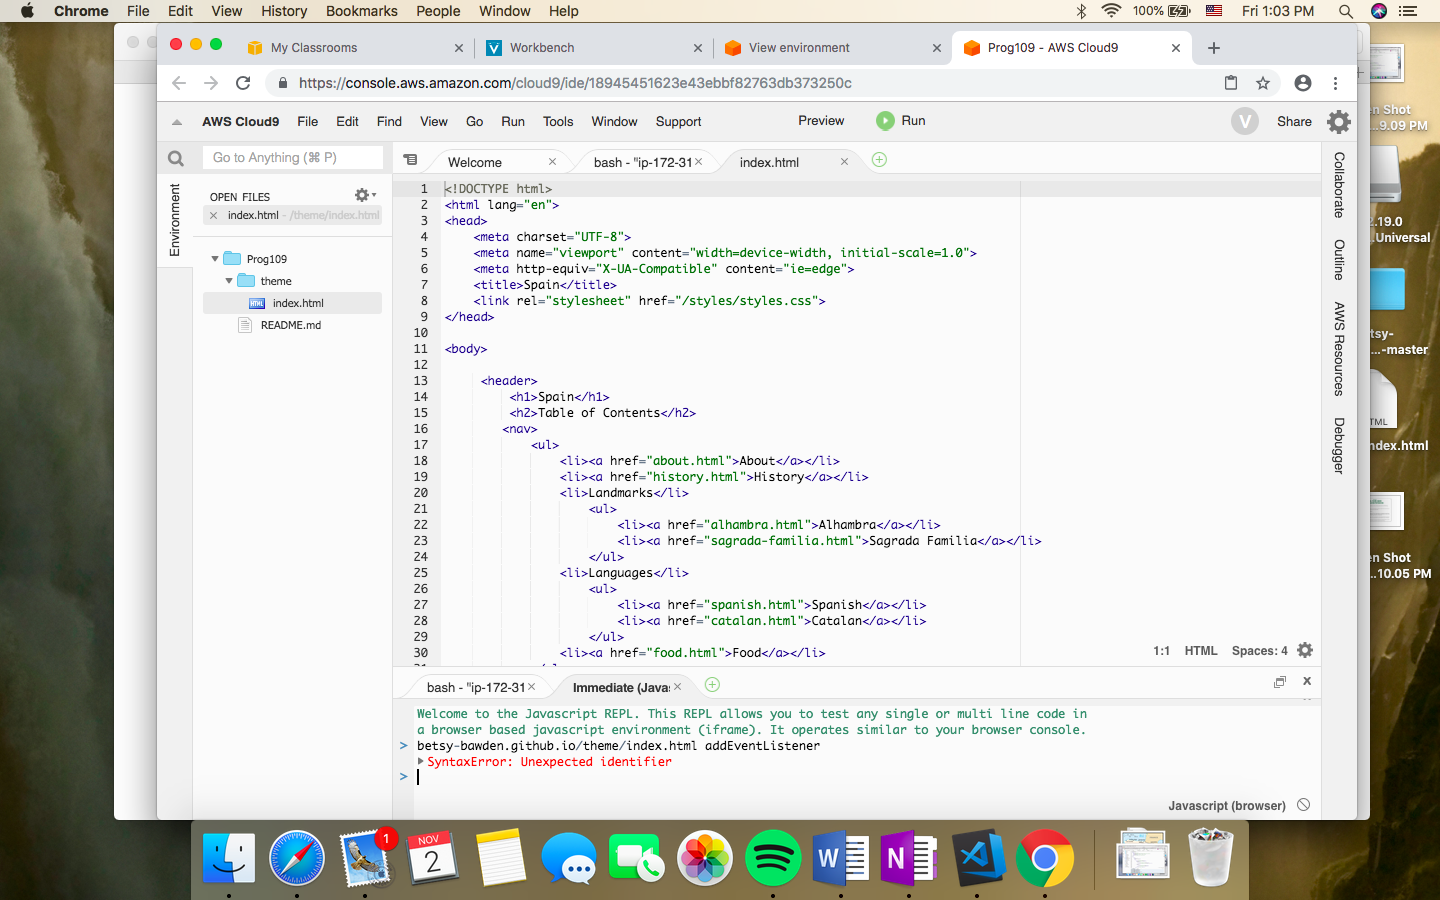 Chrome File Edit View History Bookmarks People Window Help 100% Fri 1:03 PM
My Classrooms Workbench View environment Prog109 - AWS Cloud9
https://console.aws.amazon.com/cloud9/ide/18945451623e43ebbf82763db373250c
AWS Cloud9 File Edit Find View Go Run Tools Window Support Preview Run V Share
Go to Anything (⌘ P)
Welcome bash - "ip-172-31 index.html
Environment
OPEN FILES
index.html - /theme/index.html
Prog109
theme
index.html
README.md
1 <!DOCTYPE html>
2 <html lang="en">
3 <head>
4 <meta charset="UTF-8">
5 <meta name="viewport" content="width=device-width, initial-scale=1.0">
6 <meta http-equiv="X-UA-Compatible" content="ie=edge">
7 <title>Spain</title>
8 <link rel="stylesheet" href="/styles/styles.css">
9 </head>
10
11 <body>
12
13 <header>
14 <h1>Spain</h1>
15 <h2>Table of Contents</h2>
16 <nav>
17 <ul>
18 <li><a href="about.html">About</a></li>
19 <li><a href="history.html">History</a></li>
20 <li>Landmarks</li>
21 <ul>
22 <li><a href="alhambra.html">Alhambra</a></li>
23 <li><a href="sagrada-familia.html">Sagrada Familia</a></li>
24 </ul>
25 <li>Languages</li>
26 <ul>
27 <li><a href="spanish.html">Spanish</a></li>
28 <li><a href="catalan.html">Catalan</a></li>
29 </ul>
30 <li><a href="food.html">Food</a></li>
1:1 HTML Spaces: 4
Collaborate
Outline
AWS Resources
Debugger
bash - "ip-172-31 Immediate (Javas
Welcome to the Javascript REPL. This REPL allows you to test any single or multi line code in
a browser based javascript environment (iframe). It operates similar to your browser console.
> betsy-bawden.github.io/theme/index.html addEventListener
SyntaxError: Unexpected identifier
>
Javascript (browser)
en Shot
...9.09 PM
2.19.0
.Universal
tsy-
...-master
TML
ndex.html
en Shot
...10.05 PM
1
NOV
2
W
N